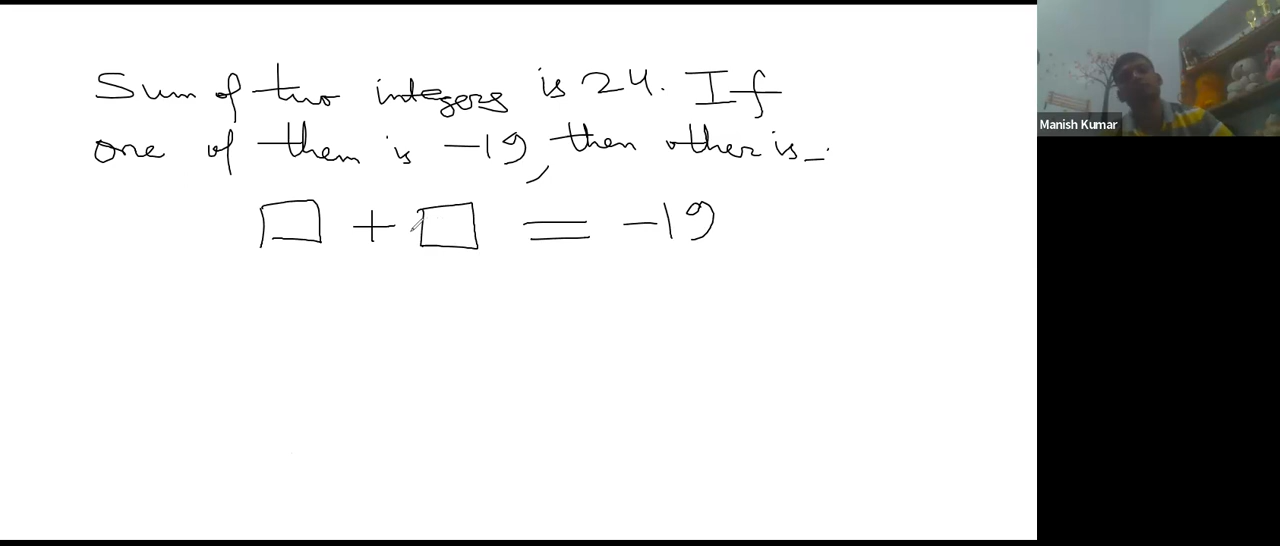 Sum of two integers is 24. If
one of them is -19, then other is _.
□ + □ = -19
Manish Kumar